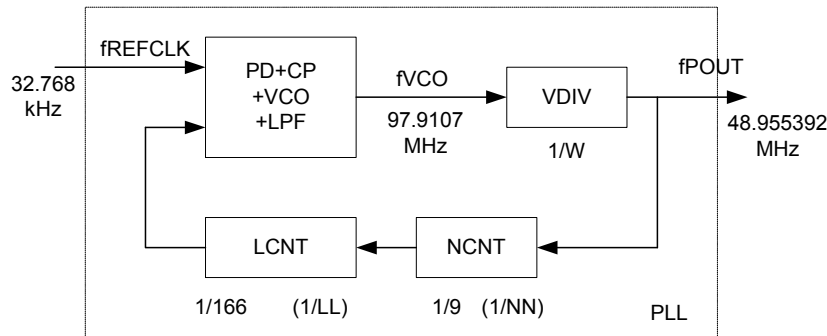 fREFCLK
32.768
kHz
PD+CP
+VCO
+LPF
fVCO
97.9107
MHz
VDIV
1/W
fPOUT
48.955392
MHz
LCNT
1/166 (1/LL)
NCNT
1/9 (1/NN)
PLL